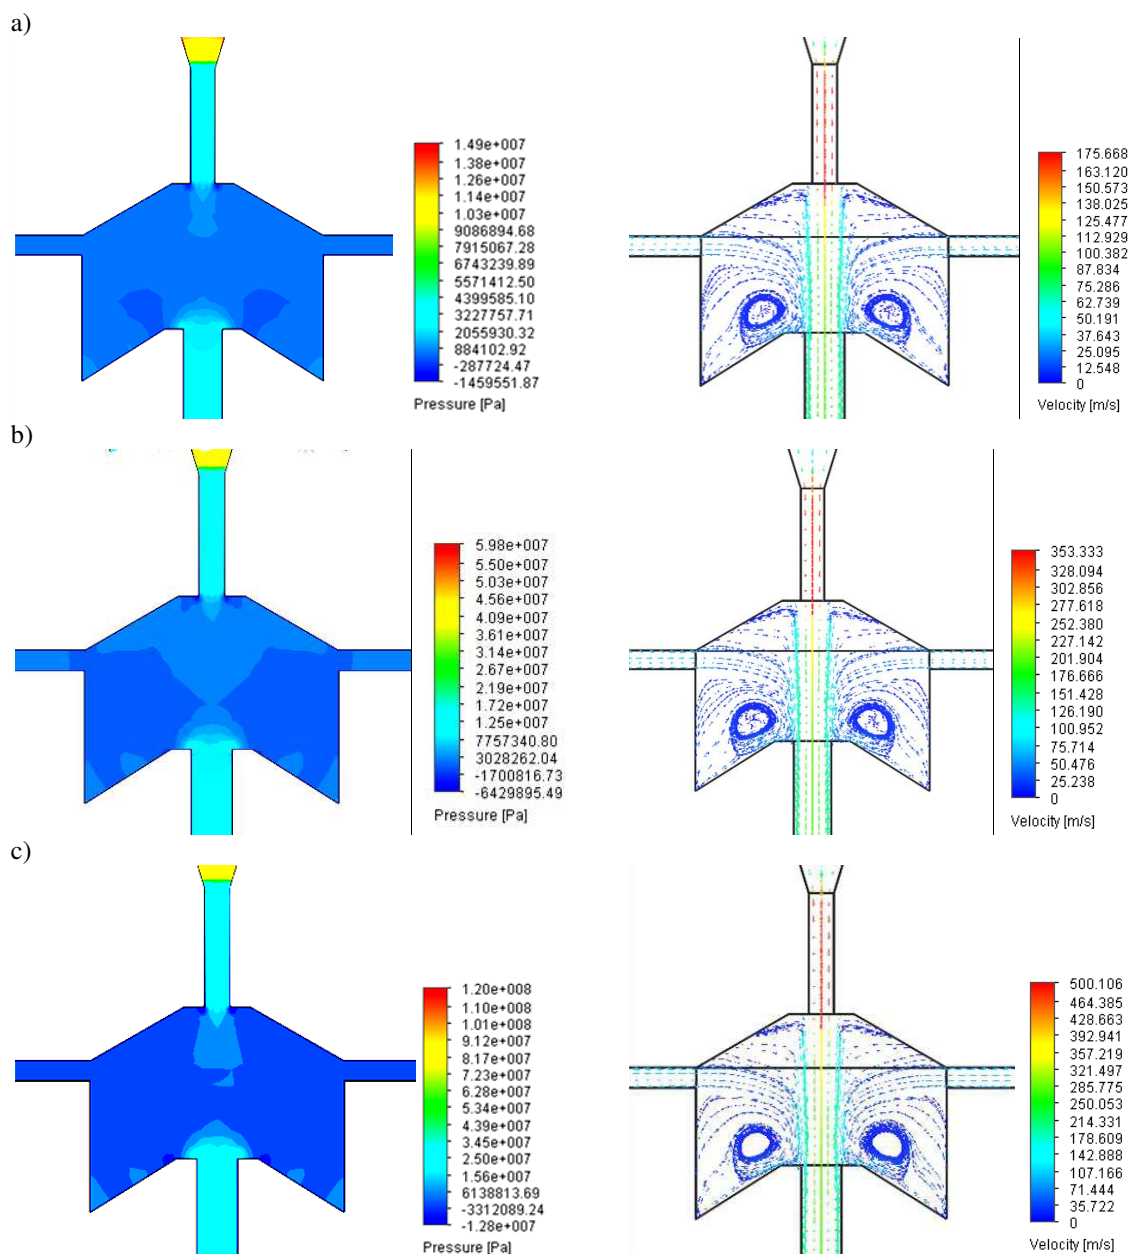 a)
1.49e+007
1.38e+007
1.26e+007
1.14e+007
1.03e+007
9086894.68
7915067.28
6743239.89
5571412.50
4399585.10
3227757.71
2055930.32
884102.92
-287724.47
-1459551.87
Pressure [Pa]
175.668
163.120
150.573
138.025
125.477
112.929
100.382
87.834
75.286
62.739
50.191
37.643
25.095
12.548
0
Velocity [m/s]
b)
5.98e+007
5.50e+007
5.03e+007
4.56e+007
4.09e+007
3.61e+007
3.14e+007
2.67e+007
2.19e+007
1.72e+007
1.25e+007
7757340.80
3028262.04
-1700816.73
-6429895.49
Pressure [Pa]
353.333
328.094
302.856
277.618
252.380
227.142
201.904
176.666
151.428
126.190
100.952
75.714
50.476
25.238
0
Velocity [m/s]
c)
1.20e+008
1.10e+008
1.01e+008
9.12e+007
8.17e+007
7.23e+007
6.28e+007
5.34e+007
4.39e+007
3.45e+007
2.50e+007
1.56e+007
6138813.69
-3312089.24
-1.28e+007
Pressure [Pa]
500.106
464.385
428.663
392.941
357.219
321.497
285.775
250.053
214.331
178.609
142.888
107.166
71.444
35.722
0
Velocity [m/s]